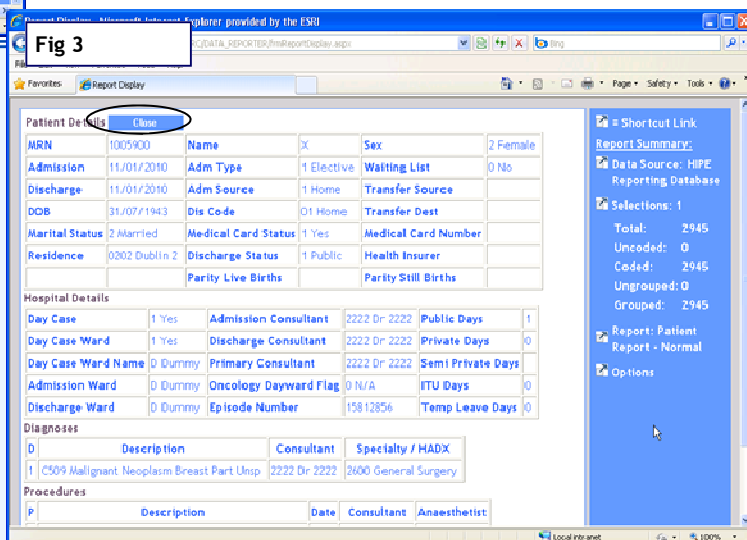 Report Display - Microsoft Internet Explorer provided by the ESRI
Fig 3
/DATA_REPORTER/frmReportDisplay.aspx
Bing
Favorites Report Display
Page Safety Tools
Patient Details Close
MRN 1005900 Name X Sex 2 Female
Admission 11/01/2010 Adm Type 1 Elective Waiting List 0 No
Discharge 11/01/2010 Adm Source 1 Home Transfer Source
DOB 31/07/1943 Dis Code 01 Home Transfer Dest
Marital Status 2 Married Medical Card Status 1 Yes Medical Card Number
Residence 0202 Dublin 2 Discharge Status 1 Public Health Insurer
Parity Live Births Parity Still Births
Hospital Details
Day Case 1 Yes Admission Consultant 2222 Dr 2222 Public Days 1
Day Case Ward 1 Yes Discharge Consultant 2222 Dr 2222 Private Days 0
Day Case Ward Name D Dummy Primary Consultant 2222 Dr 2222 Semi Private Days
Admission Ward D Dummy Oncology Dayward Flag 0 N/A ITU Days 0
Discharge Ward D Dummy Episode Number 15812856 Temp Leave Days 0
Diagnoses
D Description Consultant Specialty / HADX
1 C509 Malignant Neoplasm Breast Part Unsp 2222 Dr 2222 2600 General Surgery
Procedures
P Description Date Consultant Anaesthetist
= Shortcut Link
Report Summary:
Data Source: HIPE
Reporting Database
Selections: 1
Total: 2945
Uncoded: 0
Coded: 2945
Ungrouped: 0
Grouped: 2945
Report: Patient
Report - Normal
Options
Local intranet 100%